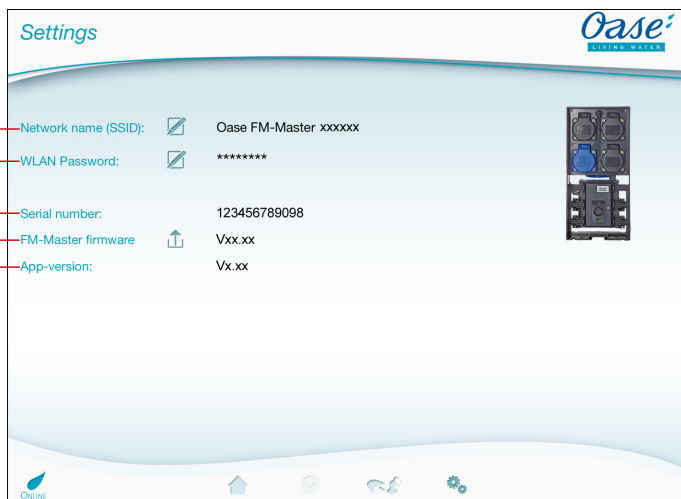 Settings
Oase
LIVING WATER
Network name (SSID): Oase FM-Master xxxxxx
WLAN Password: ********
Serial number: 123456789098
FM-Master firmware Vxx.xx
App-version: Vx.xx
ONLINE